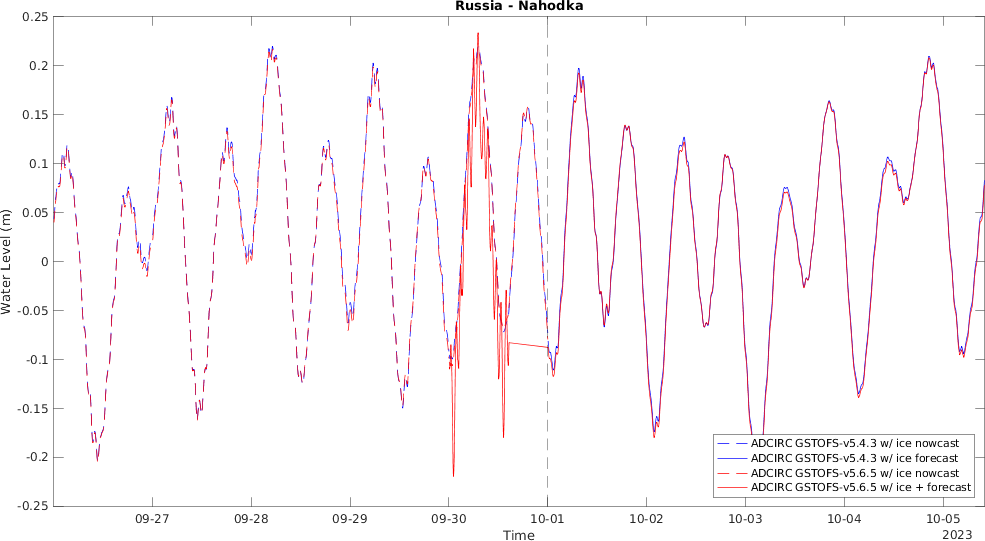 Russia - Nahodka
Water Level (m)
0.25
0.2
0.15
0.1
0.05
0
-0.05
-0.1
-0.15
-0.2
-0.25
ADCIRC GSTOFS-v5.4.3 w/ ice nowcast
ADCIRC GSTOFS-v5.4.3 w/ ice forecast
ADCIRC GSTOFS-v5.6.5 w/ ice nowcast
ADCIRC GSTOFS-v5.6.5 w/ ice + forecast
09-27 09-28 09-29 09-30 10-01 10-02 10-03 10-04 10-05
Time
2023